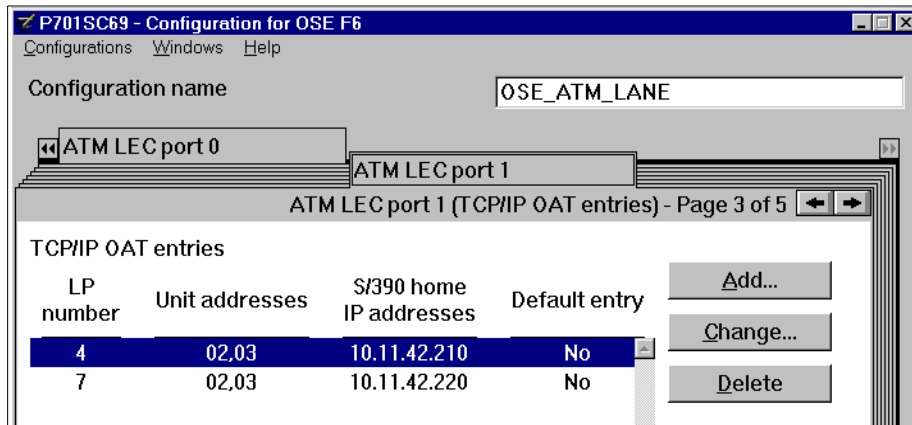 P701SC69 - Configuration for OSE F6
Configurations Windows Help
Configuration name OSE_ATM_LANE
ATM LEC port 0
ATM LEC port 1
ATM LEC port 1 (TCP/IP OAT entries) - Page 3 of 5
TCP/IP OAT entries
LP number Unit addresses S/390 home IP addresses Default entry
4 02,03 10.11.42.210 No
7 02,03 10.11.42.220 No
Add...
Change...
Delete